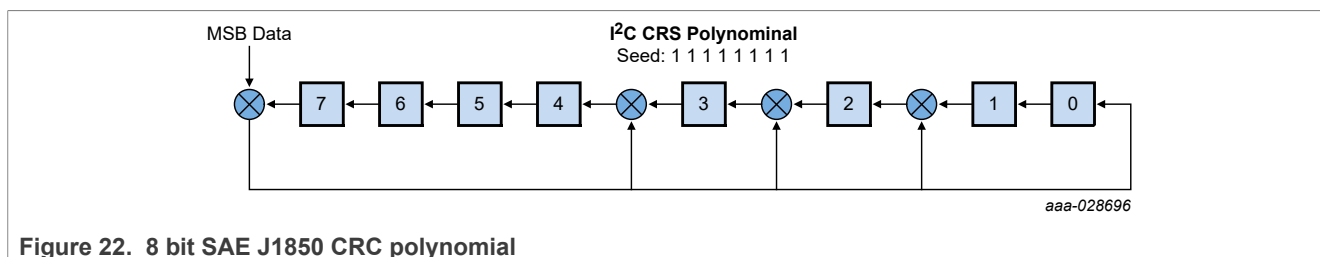 MSB Data
I²C CRS Polynominal
Seed: 1 1 1 1 1 1 1 1
7 6 5 4 3 2 1 0
aaa-028696
Figure 22. 8 bit SAE J1850 CRC polynomial